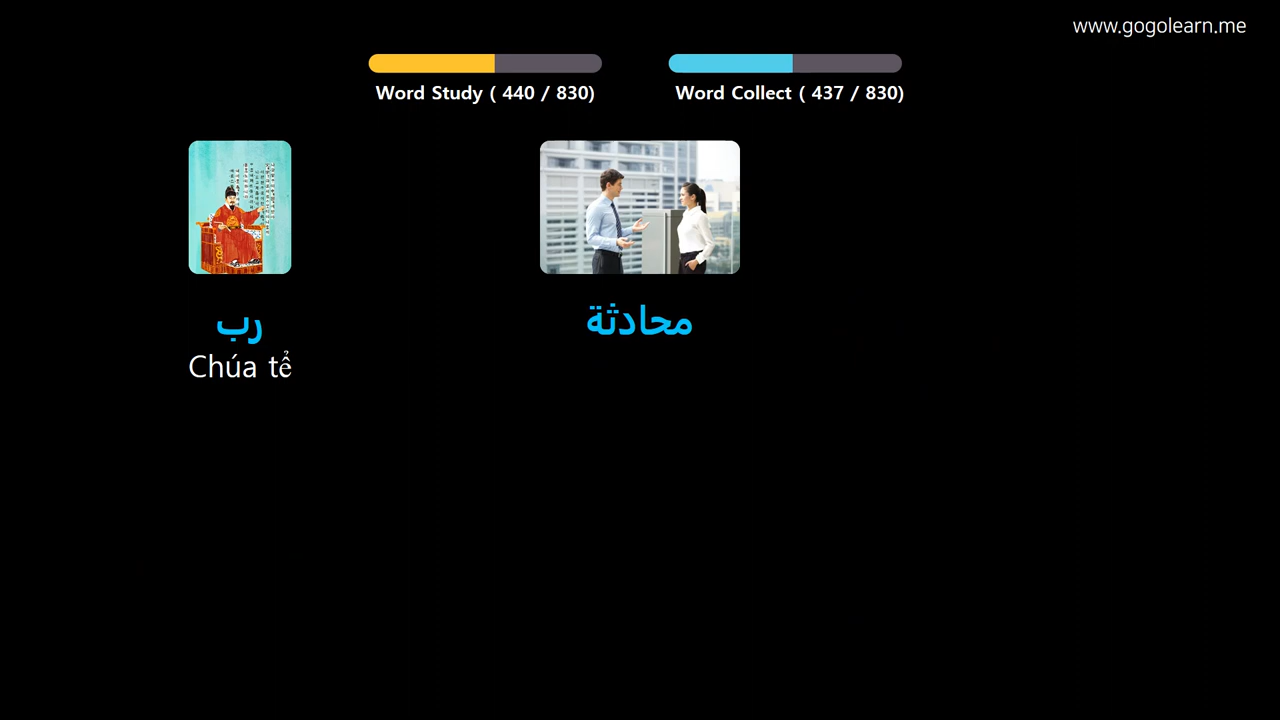 www.gogolearn.me
Word Study ( 440 / 830)
Word Collect ( 437 / 830)
رب
Chúa tể
محادثة